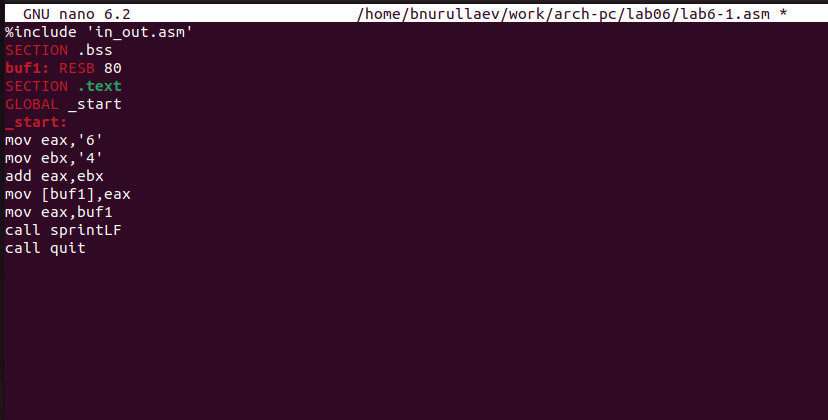 GNU nano 6.2 /home/bnurullaev/work/arch-pc/lab06/lab6-1.asm *
%include 'in_out.asm'
SECTION .bss
buf1: RESB 80
SECTION .text
GLOBAL _start
_start:
mov eax,'6'
mov ebx,'4'
add eax,ebx
mov [buf1],eax
mov eax,buf1
call sprintLF
call quit